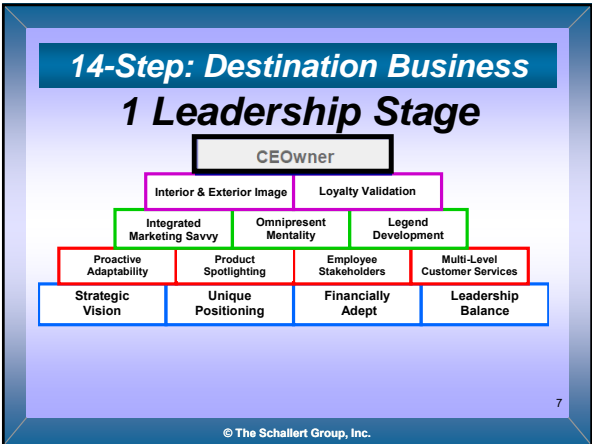 14-Step: Destination Business
1 Leadership Stage
CEOwner
Interior & Exterior Image
Loyalty Validation
Integrated
Marketing Savvy
Omnipresent
Mentality
Legend
Development
Proactive
Adaptability
Product
Spotlighting
Employee
Stakeholders
Multi-Level
Customer Services
Strategic
Vision
Unique
Positioning
Financially
Adept
Leadership
Balance
7
© The Schallert Group, Inc.